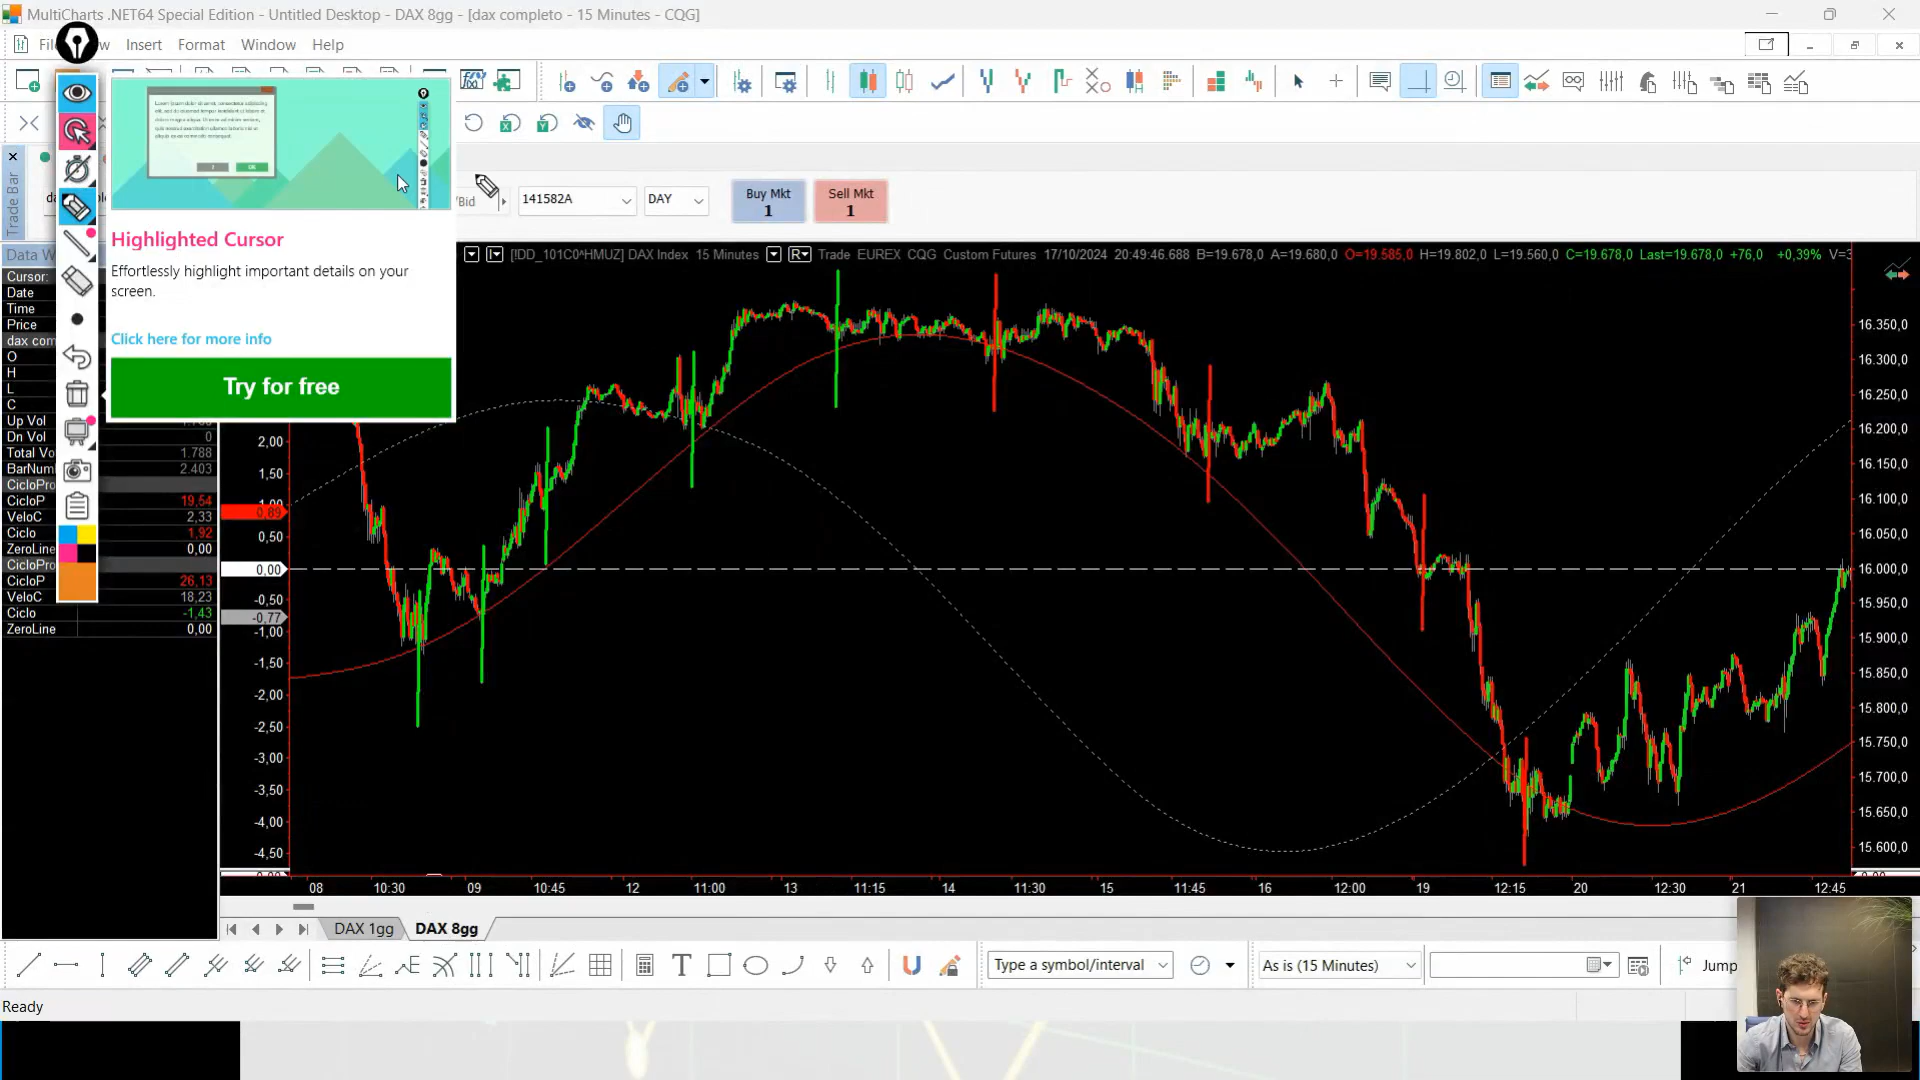 MultiCharts .NET64 Special Edition - Untitled Desktop - DAX 8gg - [dax completo - 15 Minutes - CQG]
Insert Format Window Help
Highlighted Cursor
Effortlessly highlight important details on your
screen.
Click here for more info
Try for free
Trade Bar
/Bid
141582A
DAY
Buy Mkt
1
Sell Mkt
1
[!DD_101C0^HMUZ] DAX Index 15 Minutes R Trade EUREX CQG Custom Futures 17/10/2024 20:49:46.688 B=19.678,0 A=19.680,0 O=19.585,0 H=19.802,0 L=19.560,0 C=19.678,0 Last=19.678,0 +76,0 +0,39%
Cursor:
Date
Time
Price
dax com
O
H
L
C
Up Vol
Dn Vol 0
Total Vo 1.788
BarNum 2.403
CicloPro
CicloP 19,54
VeloC 2,33
Ciclo 1,92
ZeroLine 0,00
CicloPro
CicloP 26,13
VeloC 18,23
Ciclo -1,43
ZeroLine 0,00
2,00
1,50
0,89
0,50
0,00
-0,50
-0,77
-1,00
-1,50
-2,00
-2,50
-3,00
-3,50
-4,00
-4,50
16.350,0
16.300,0
16.250,0
16.200,0
16.150,0
16.100,0
16.050,0
16.000,0
15.950,0
15.900,0
15.850,0
15.800,0
15.750,0
15.700,0
15.650,0
15.600,0
08 10:30 09 10:45 12 11:00 13 11:15 14 11:30 15 11:45 16 12:00 19 12:15 20 12:30 21 12:45
DAX 1gg DAX 8gg
Type a symbol/interval As is (15 Minutes) Jump
Ready